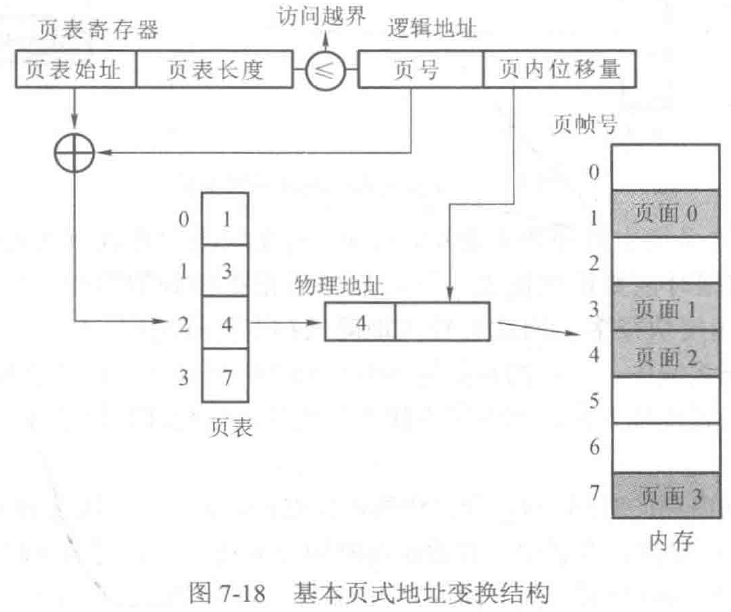 访问越界
页表寄存器
逻辑地址
页表始址 页表长度 ≤ 页号 页内位移量
页帧号
0
1 页面 0
2
3 页面 1
4 页面 2
5
6
7 页面 3
内存
0 1
1 3
2 4
3 7
页表
物理地址
4
图 7-18 基本页式地址变换结构